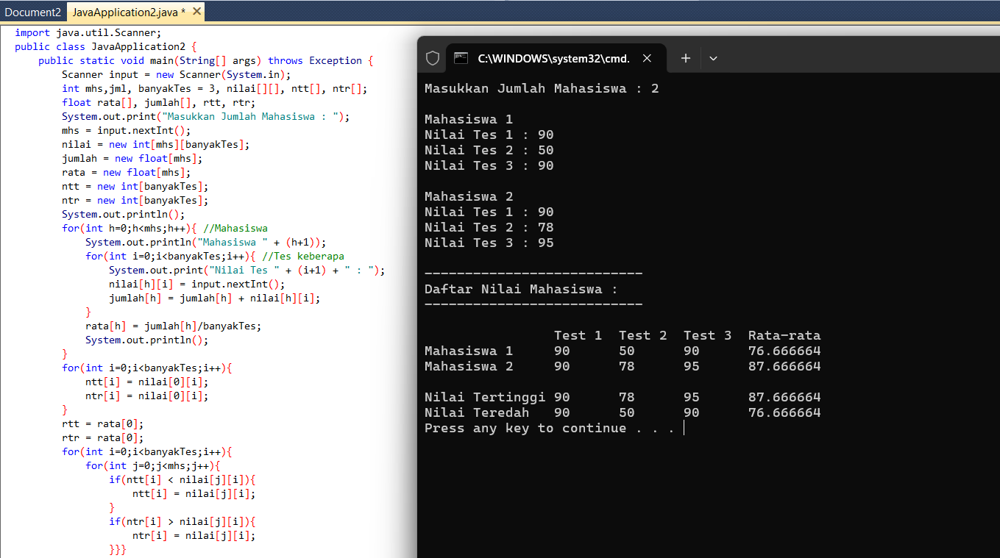 Document2 JavaApplication2.java *
import java.util.Scanner;
public class JavaApplication2 {
    public static void main(String[] args) throws Exception {
        Scanner input = new Scanner(System.in);
        int mhs,jml, banyakTes = 3, nilai[][], ntt[], ntr[];
        float rata[], jumlah[], rtt, rtr;
        System.out.print("Masukkan Jumlah Mahasiswa : ");
        mhs = input.nextInt();
        nilai = new int[mhs][banyakTes];
        jumlah = new float[mhs];
        rata = new float[mhs];
        ntt = new int[banyakTes];
        ntr = new int[banyakTes];
        System.out.println();
        for(int h=0;h<mhs;h++){ //Mahasiswa
            System.out.println("Mahasiswa " + (h+1));
            for(int i=0;i<banyakTes;i++){ //Tes keberapa
                System.out.print("Nilai Tes " + (i+1) + " : ");
                nilai[h][i] = input.nextInt();
                jumlah[h] = jumlah[h] + nilai[h][i];
            }
            rata[h] = jumlah[h]/banyakTes;
            System.out.println();
        }
        for(int i=0;i<banyakTes;i++){
            ntt[i] = nilai[0][i];
            ntr[i] = nilai[0][i];
        }
        rtt = rata[0];
        rtr = rata[0];
        for(int i=0;i<banyakTes;i++){
            for(int j=0;j<mhs;j++){
                if(ntt[i] < nilai[j][i]){
                    ntt[i] = nilai[j][i];
                }
                if(ntr[i] > nilai[j][i]){
                    ntr[i] = nilai[j][i];
                }}}
C:\WINDOWS\system32\cmd.
Masukkan Jumlah Mahasiswa : 2
Mahasiswa 1
Nilai Tes 1 : 90
Nilai Tes 2 : 50
Nilai Tes 3 : 90
Mahasiswa 2
Nilai Tes 1 : 90
Nilai Tes 2 : 78
Nilai Tes 3 : 95
---------------------------
Daftar Nilai Mahasiswa :
---------------------------
                Test 1  Test 2  Test 3  Rata-rata
Mahasiswa 1     90      50      90      76.666664
Mahasiswa 2     90      78      95      87.666664
Nilai Tertinggi 90      78      95      87.666664
Nilai Teredah   90      50      90      76.666664
Press any key to continue . . .